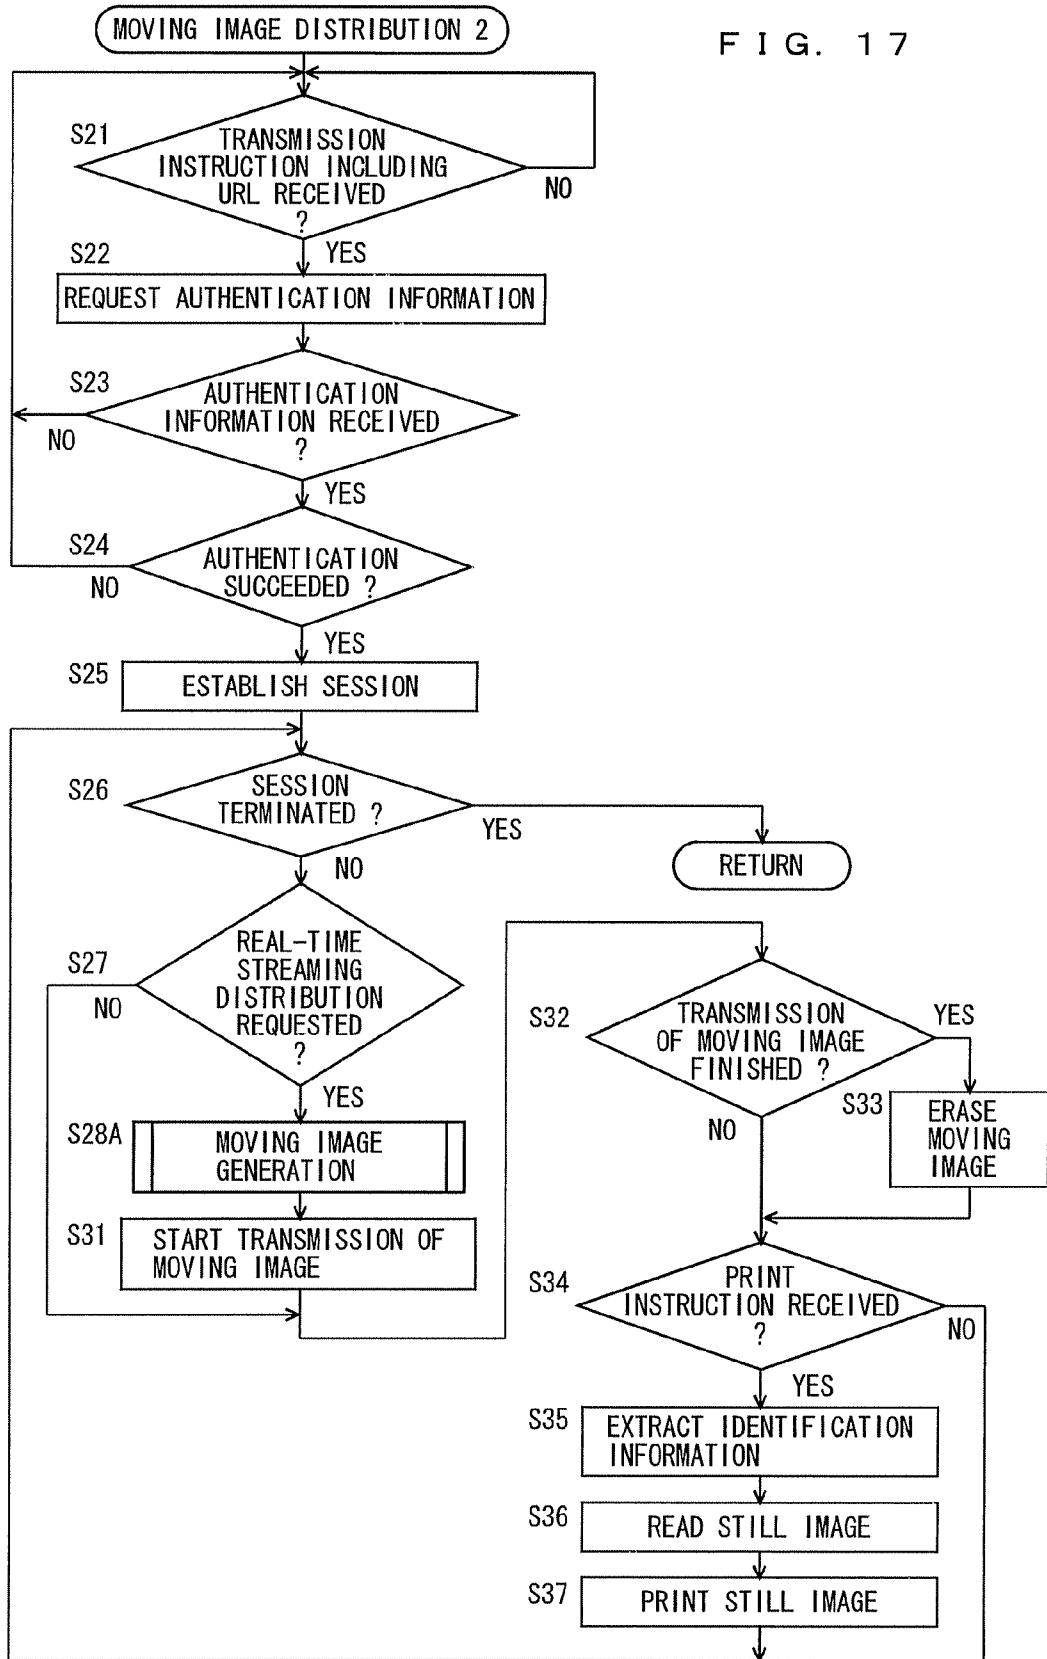 MOVING IMAGE DISTRIBUTION 2
FIG. 17
S21
TRANSMISSION
INSTRUCTION INCLUDING
URL RECEIVED
?
NO
YES
S22
REQUEST AUTHENTICATION INFORMATION
S23
AUTHENTICATION
INFORMATION RECEIVED
?
NO
YES
S24
AUTHENTICATION
SUCCEEDED ?
NO
YES
S25
ESTABLISH SESSION
S26
SESSION
TERMINATED ?
YES
RETURN
NO
S27
REAL-TIME
STREAMING
DISTRIBUTION
REQUESTED
?
NO
YES
S28A
MOVING IMAGE
GENERATION
S31
START TRANSMISSION OF
MOVING IMAGE
S32
TRANSMISSION
OF MOVING IMAGE
FINISHED ?
YES
NO
S33
ERASE
MOVING
IMAGE
S34
PRINT
INSTRUCTION RECEIVED
?
NO
YES
S35
EXTRACT IDENTIFICATION
INFORMATION
S36
READ STILL IMAGE
S37
PRINT STILL IMAGE